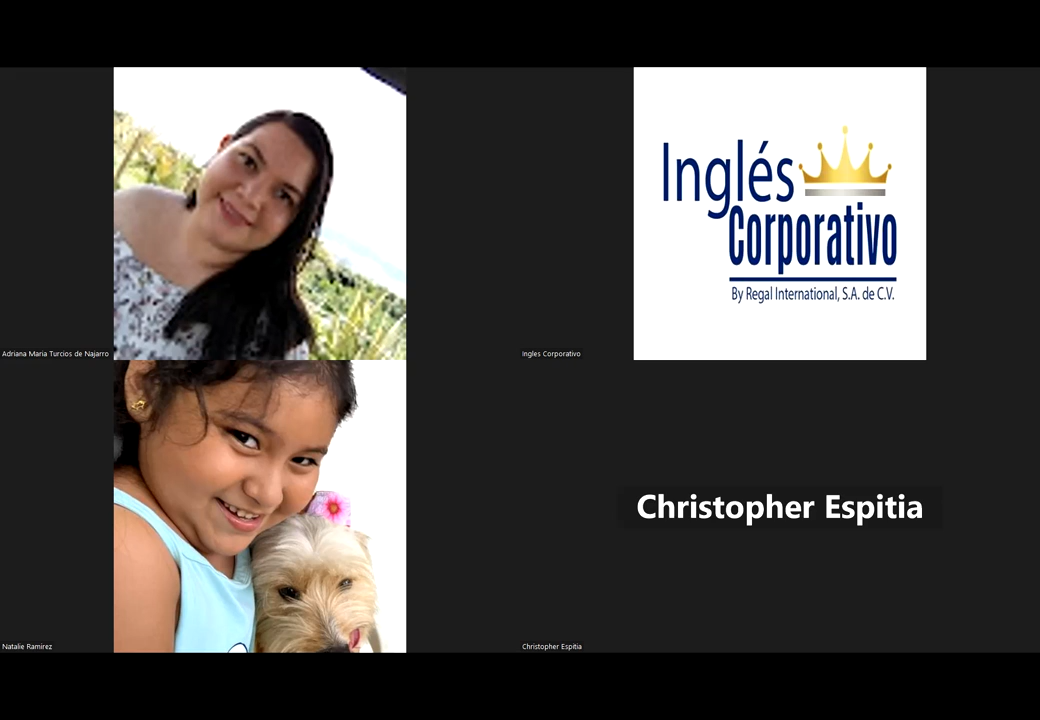 Inglés
Corporativo
By Regal International, S.A. de C.V.
Adriana Maria Turcios de Najarro
Ingles Corporativo
Christopher Espitia
Natalie Ramirez
Christopher Espitia